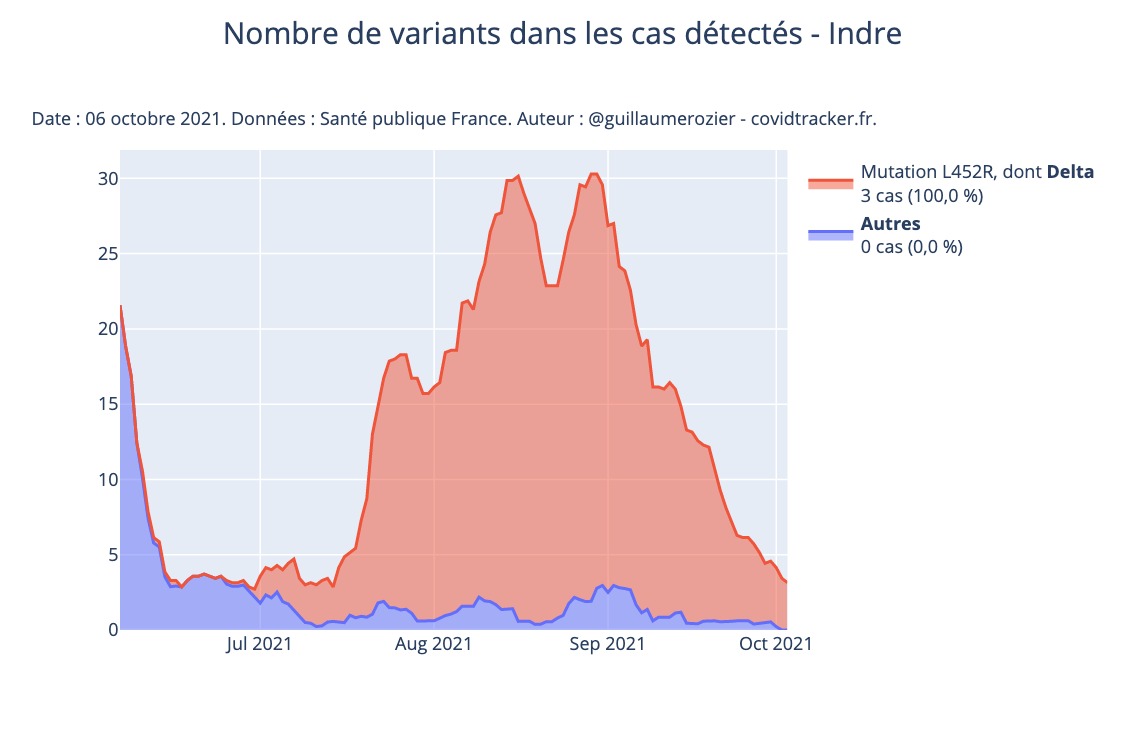 Nombre de variants dans les cas détectés - Indre
Date : 06 octobre 2021. Données : Santé publique France. Auteur : @guillaumerozier - covidtracker.fr.
30
25
20
15
10
5
0
Jul 2021
Aug 2021
Sep 2021
Oct 2021
Mutation L452R, dont Delta
3 cas (100,0 %)
Autres
0 cas (0,0 %)